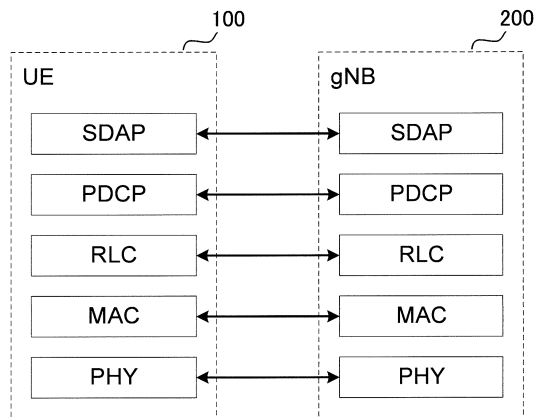 100
200
UE
gNB
SDAP
SDAP
PDCP
PDCP
RLC
RLC
MAC
MAC
PHY
PHY